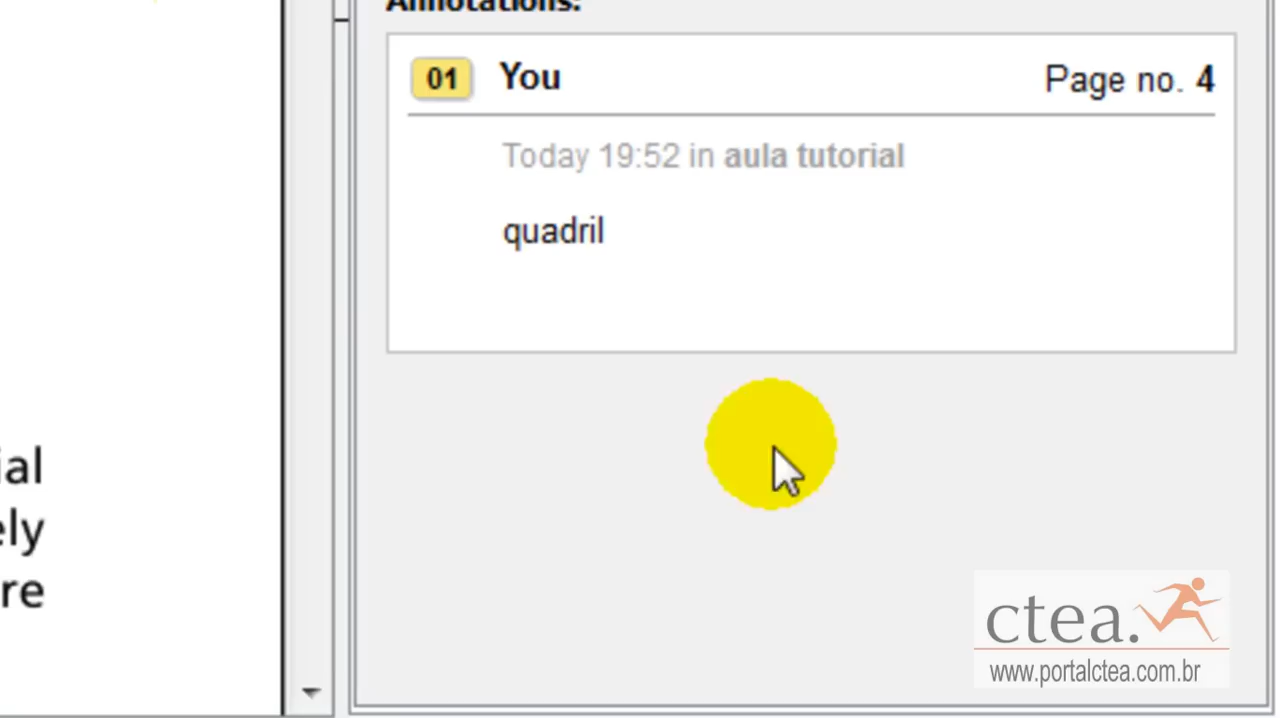 Annotations:
01 You Page no. 4
Today 19:52 in aula tutorial
quadril
ial
ely
re
ctea.
www.portalctea.com.br